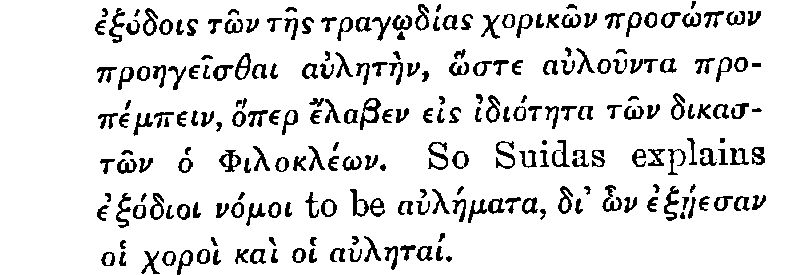 ἐξόδοις τῶν τῆς τραγῳδίας χορικῶν προσώπων
προηγεῖσθαι αὐλητὴν, ὥστε αὐλοῦντα προ-
πέμπειν, ὅπερ ἔλαβεν εἰς ἰδιότητα τῶν δικασ-
τῶν ὁ Φιλοκλέων. So Suidas explains
ἐξόδιοι νόμοι to be αὐλήματα, δι’ ὧν ἐξῄεσαν
οἱ χοροὶ καὶ οἱ αὐληταί.